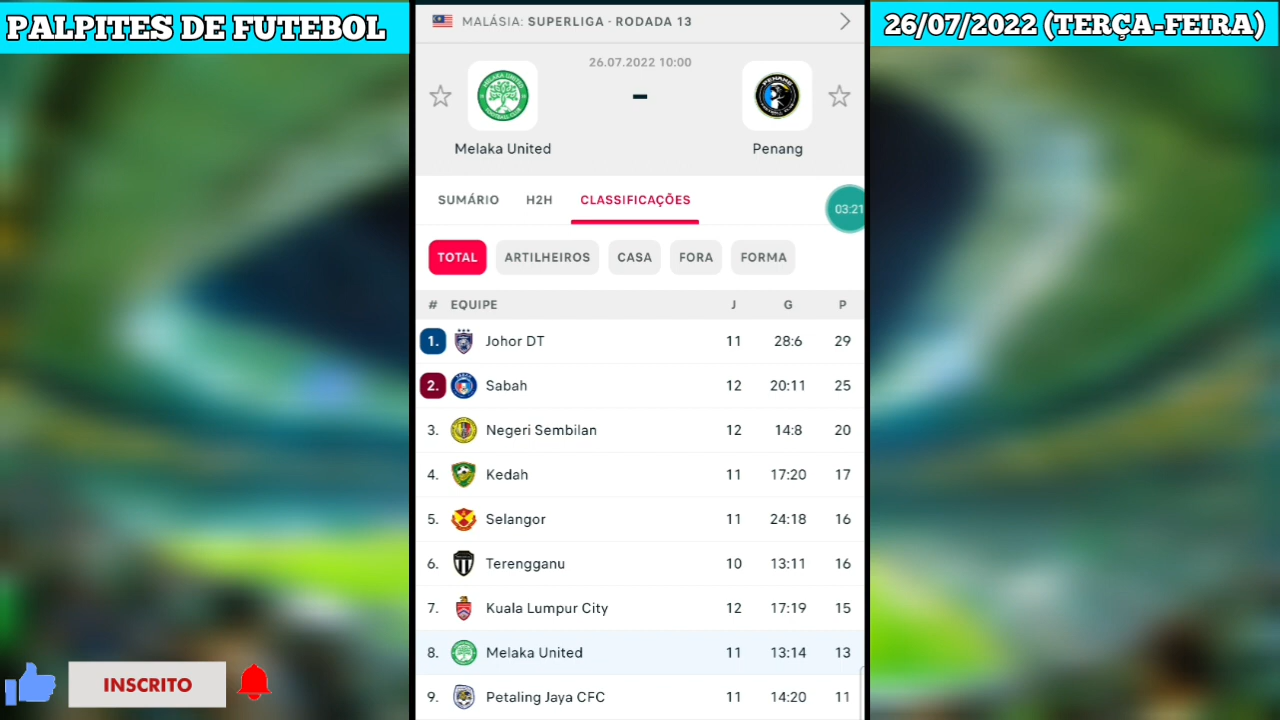 PALPITES DE FUTEBOL
26/07/2022 (TERÇA-FEIRA)
MALÁSIA: SUPERLIGA - RODADA 13
26.07.2022 10:00
-
Melaka United
Penang
SUMÁRIO H2H CLASSIFICAÇÕES
03:21
TOTAL ARTILHEIROS CASA FORA FORMA
# EQUIPE J G P
1. Johor DT 11 28:6 29
2. Sabah 12 20:11 25
3. Negeri Sembilan 12 14:8 20
4. Kedah 11 17:20 17
5. Selangor 11 24:18 16
6. Terengganu 10 13:11 16
7. Kuala Lumpur City 12 17:19 15
8. Melaka United 11 13:14 13
9. Petaling Jaya CFC 11 14:20 11
INSCRITO